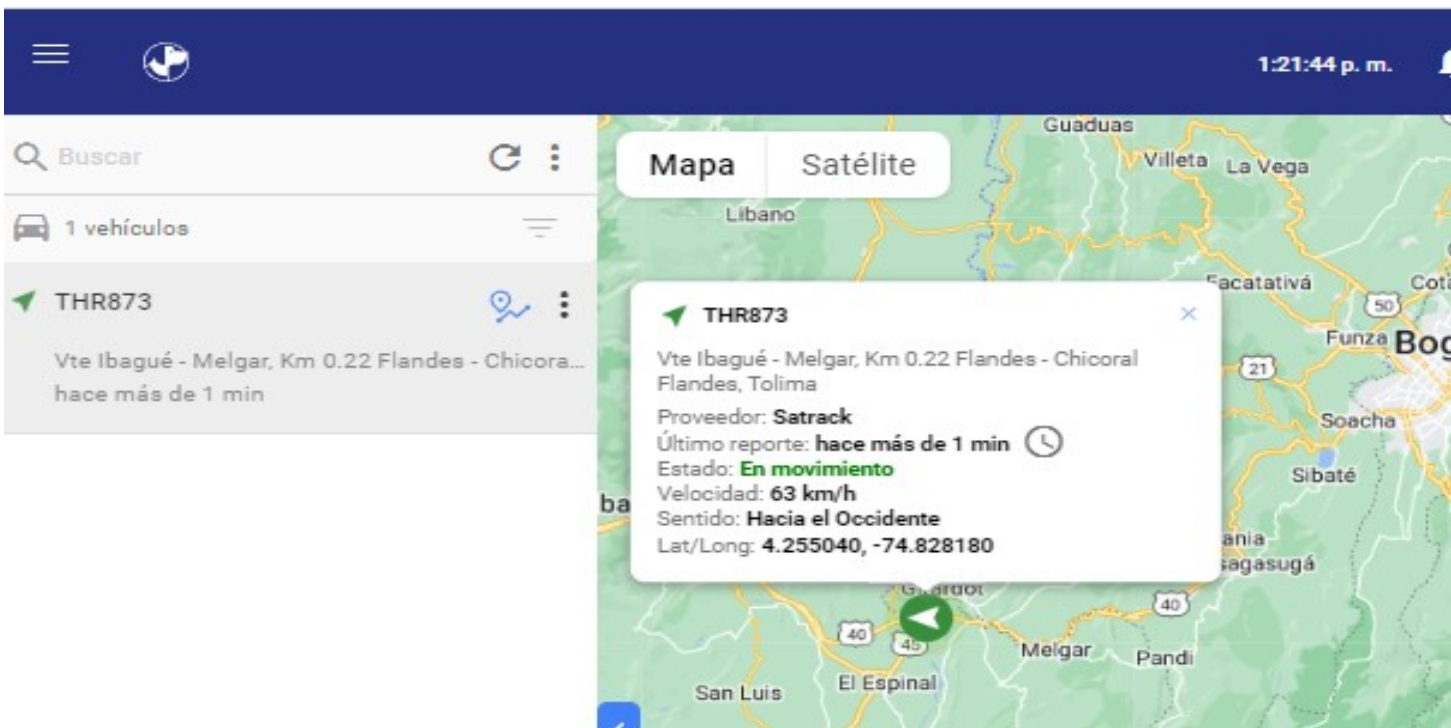 1:21:44 p. m.
Buscar
1 vehículos
THR873
Vte Ibagué - Melgar, Km 0.22 Flandes - Chicora...
hace más de 1 min
Mapa
Satélite
Guaduas
Villeta
La Vega
Libano
Facatativá
50
Funza
21
Soacha
Sibaté
THR873
Vte Ibagué - Melgar, Km 0.22 Flandes - Chicoral
Flandes, Tolima
Proveedor: Satrack
Último reporte: hace más de 1 min
Estado: En movimiento
Velocidad: 63 km/h
Sentido: Hacia el Occidente
Lat/Long: 4.255040, -74.828180
40
40
45
Melgar
Pandi
San Luis
El Espinal